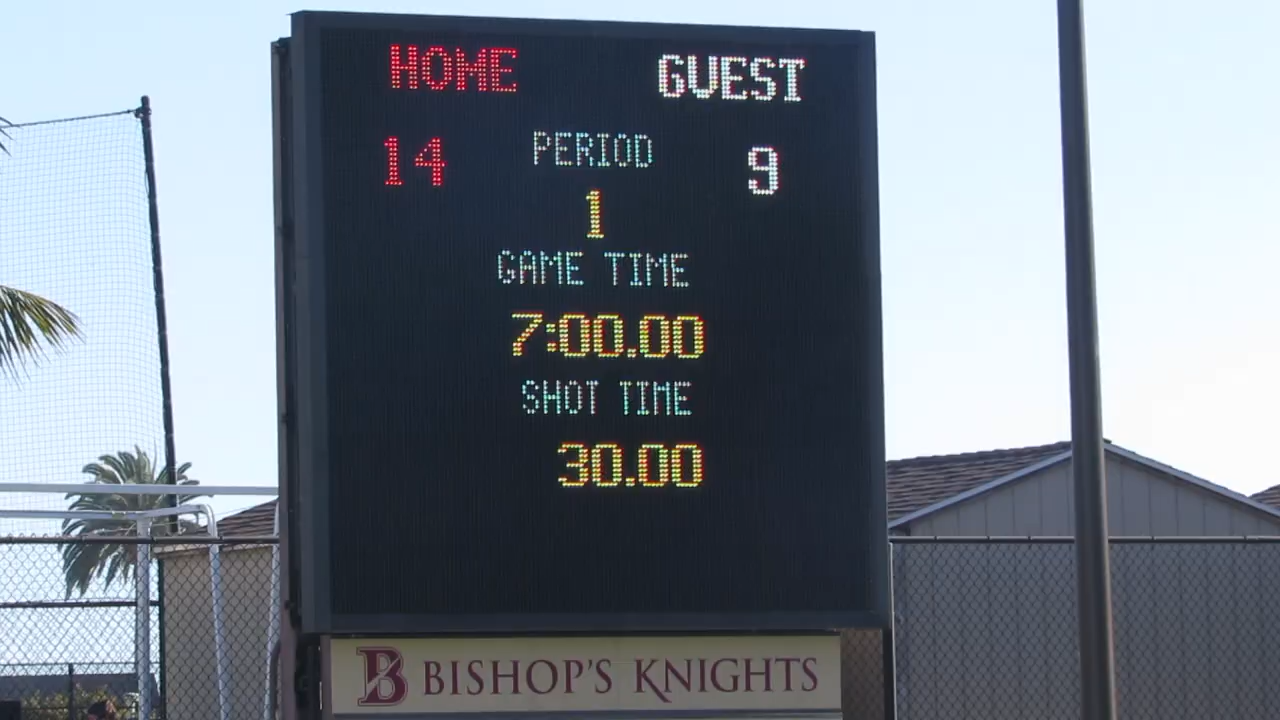 HOME GUEST
14 PERIOD 9
1
GAME TIME
7:00.00
SHOT TIME
30.00
B BISHOP'S KNIGHTS